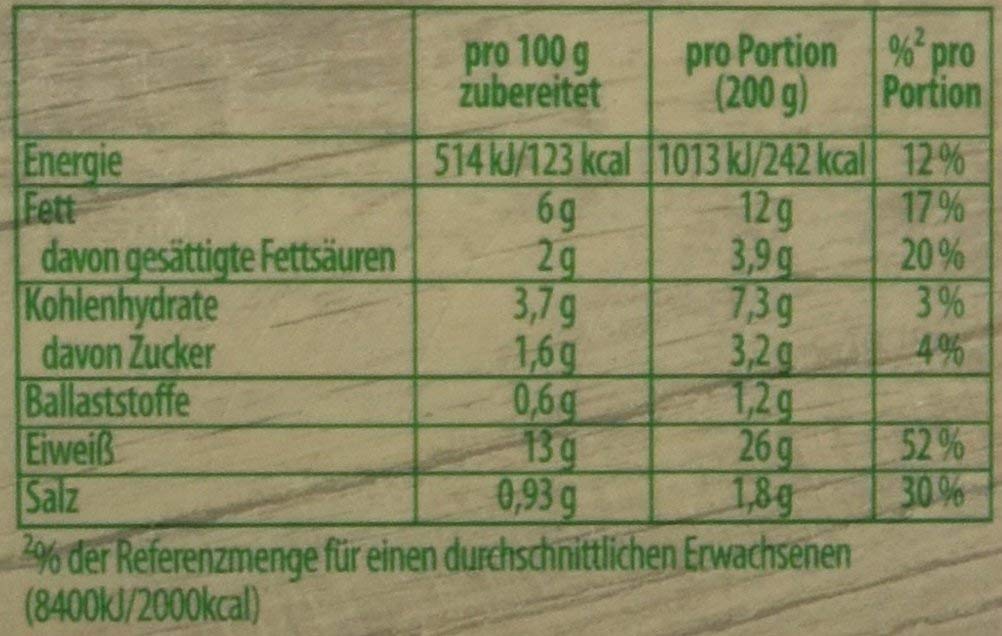 pro 100 g zubereitet pro Portion (200 g) %² pro Portion
Energie 514 kJ/123 kcal 1013 kJ/242 kcal 12 %
Fett 6 g 12 g 17 %
davon gesättigte Fettsäuren 2 g 3,9 g 20 %
Kohlenhydrate 3,7 g 7,3 g 3 %
davon Zucker 1,6 g 3,2 g 4 %
Ballaststoffe 0,6 g 1,2 g
Eiweiß 13 g 26 g 52 %
Salz 0,93 g 1,8 g 30 %
²% der Referenzmenge für einen durchschnittlichen Erwachsenen
(8400kJ/2000kcal)